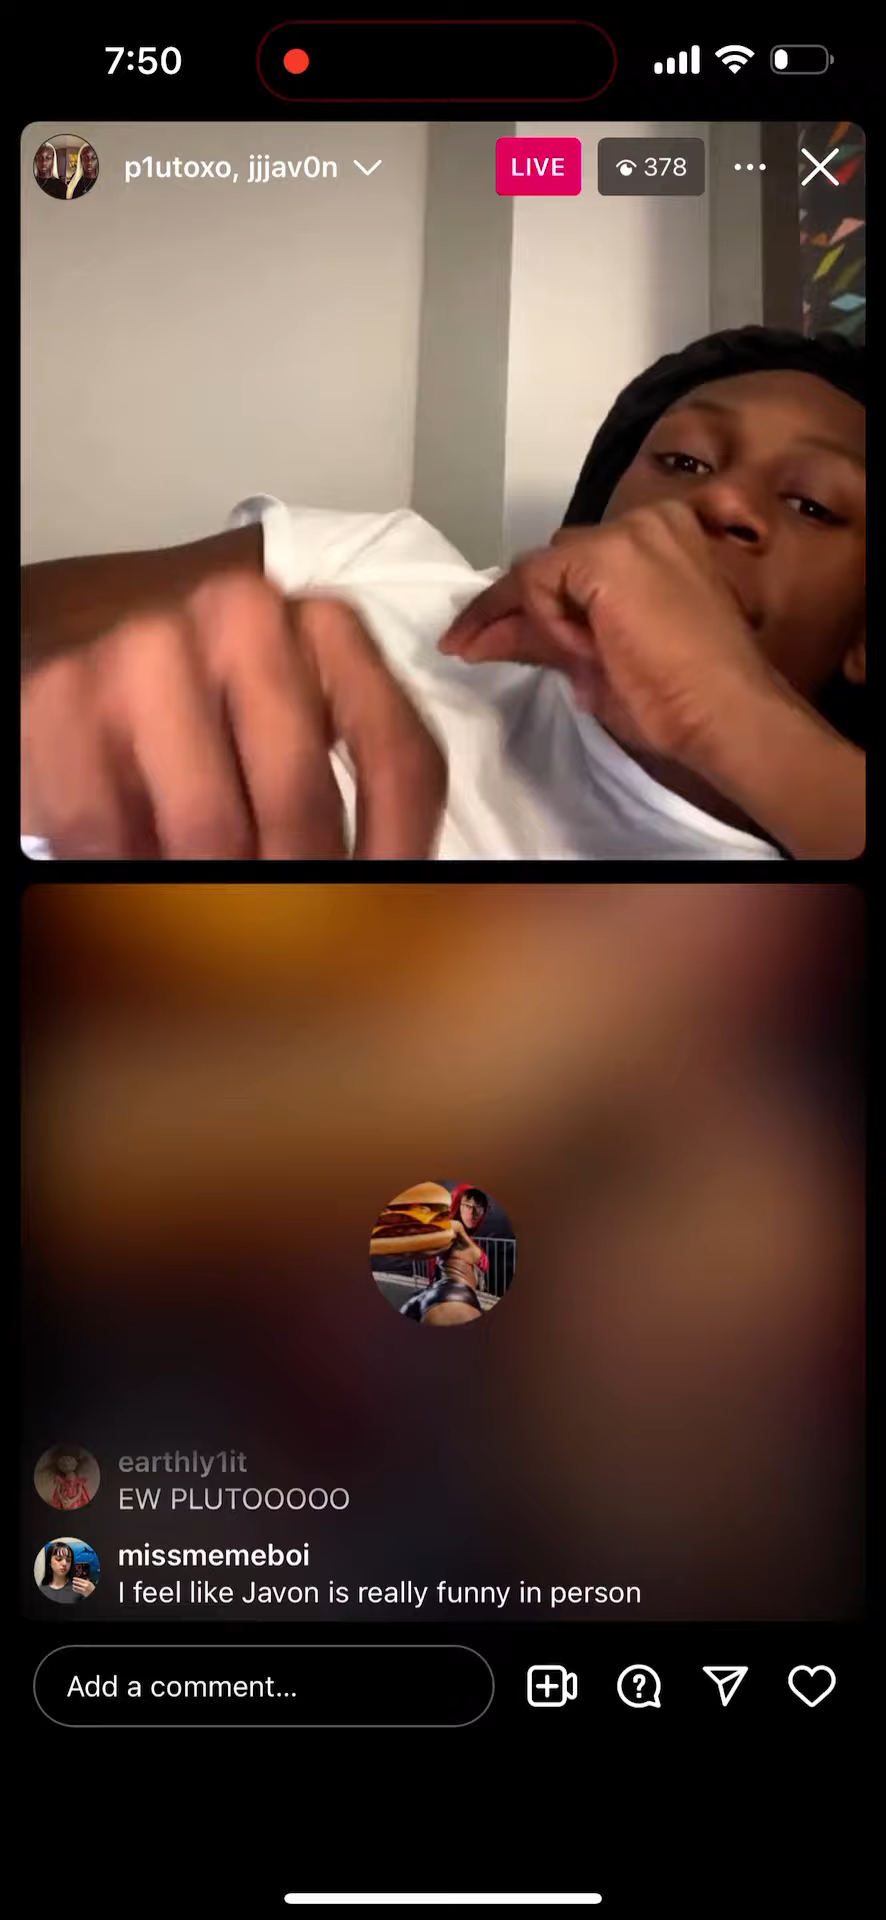 7:50
p1utoxo, jjjav0n
LIVE
378
earthly1it
EW PLUTOOOOO
missmemeboi
I feel like Javon is really funny in person
Add a comment...